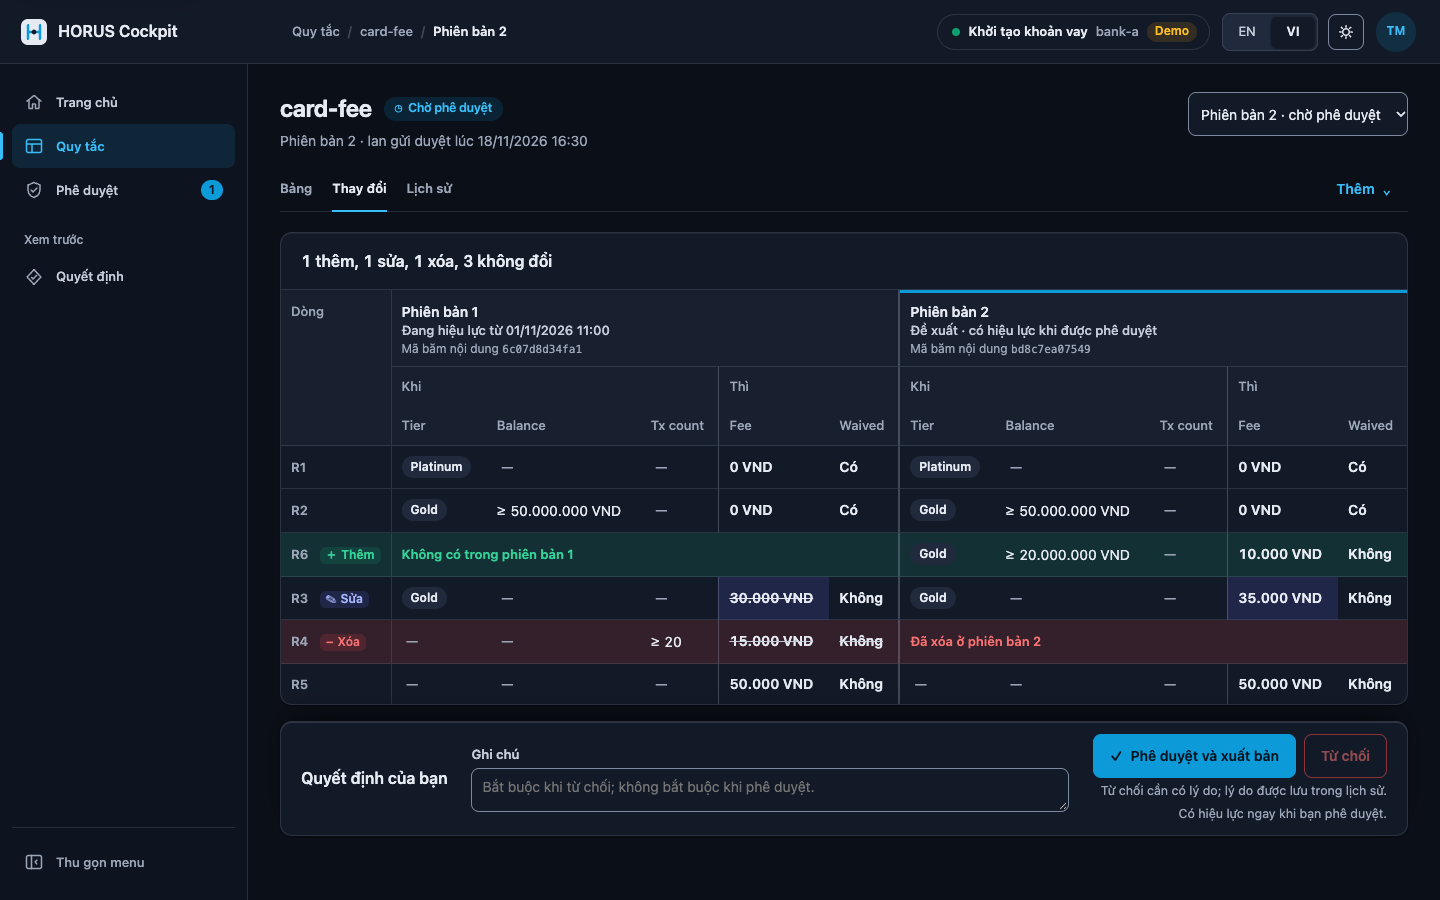 HORUS Cockpit
Quy tắc / card-fee / Phiên bản 2
Khởi tạo khoản vay bank-a Demo
EN VI
TM
Trang chủ
Quy tắc
Phê duyệt 1
Xem trước
Quyết định
Thu gọn menu
card-fee Chờ phê duyệt
Phiên bản 2 · lan gửi duyệt lúc 18/11/2026 16:30
Phiên bản 2 · chờ phê duyệt
Bảng Thay đổi Lịch sử
Thêm
1 thêm, 1 sửa, 1 xóa, 3 không đổi
Dòng
Phiên bản 1
Đang hiệu lực từ 01/11/2026 11:00
Mã băm nội dung 6c07d8d34fa1
Phiên bản 2
Đề xuất · có hiệu lực khi được phê duyệt
Mã băm nội dung bd8c7ea07549
Khi Thì Khi Thì
Tier Balance Tx count Fee Waived Tier Balance Tx count Fee Waived
R1 Platinum — — 0 VND Có Platinum — — 0 VND Có
R2 Gold ≥ 50.000.000 VND — 0 VND Có Gold ≥ 50.000.000 VND — 0 VND Có
R6 + Thêm Không có trong phiên bản 1 Gold ≥ 20.000.000 VND — 10.000 VND Không
R3 ✎ Sửa Gold — — 30.000 VND Không Gold — — 35.000 VND Không
R4 − Xóa — — ≥ 20 15.000 VND Không Đã xóa ở phiên bản 2
R5 — — — 50.000 VND Không — — — 50.000 VND Không
Quyết định của bạn
Ghi chú
Bắt buộc khi từ chối; không bắt buộc khi phê duyệt.
✓ Phê duyệt và xuất bản
Từ chối
Từ chối cần có lý do; lý do được lưu trong lịch sử.
Có hiệu lực ngay khi bạn phê duyệt.